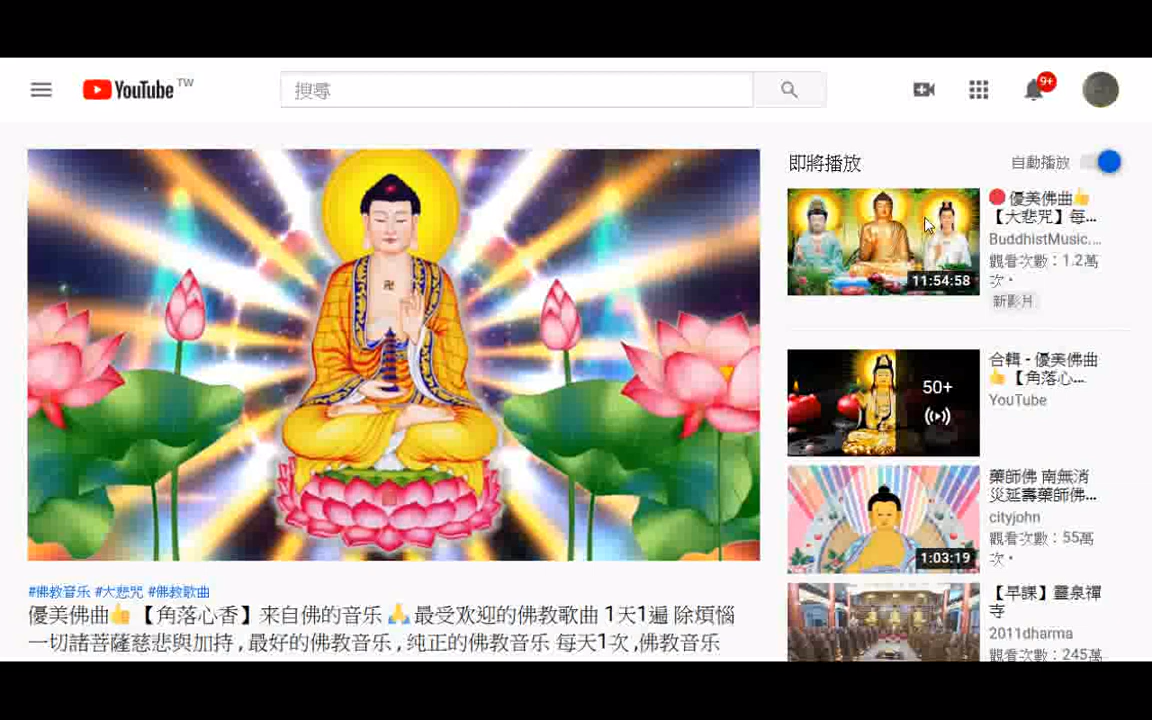 YouTube TW
搜尋
9+
#佛教音乐 #大悲咒 #佛教歌曲
優美佛曲👍【角落心香】来自佛的音乐 🙏 最受欢迎的佛教歌曲 1天1遍 除煩惱
一切諸菩薩慈悲與加持 , 最好的佛教音乐 , 纯正的佛教音乐 每天1次 ,佛教音乐
即將播放
自動播放
11:54:58
🔴 優美佛曲👍
【大悲咒】每...
BuddhistMusic....
觀看次數：1.2萬
次・
新影片
50+
合輯 - 優美佛曲
👍【角落心...
YouTube
1:03:19
藥師佛 南無消
災延壽藥師佛...
cityjohn
觀看次數：55萬
次・
【早課】靈泉禪
寺
2011dharma
觀看次數：245萬